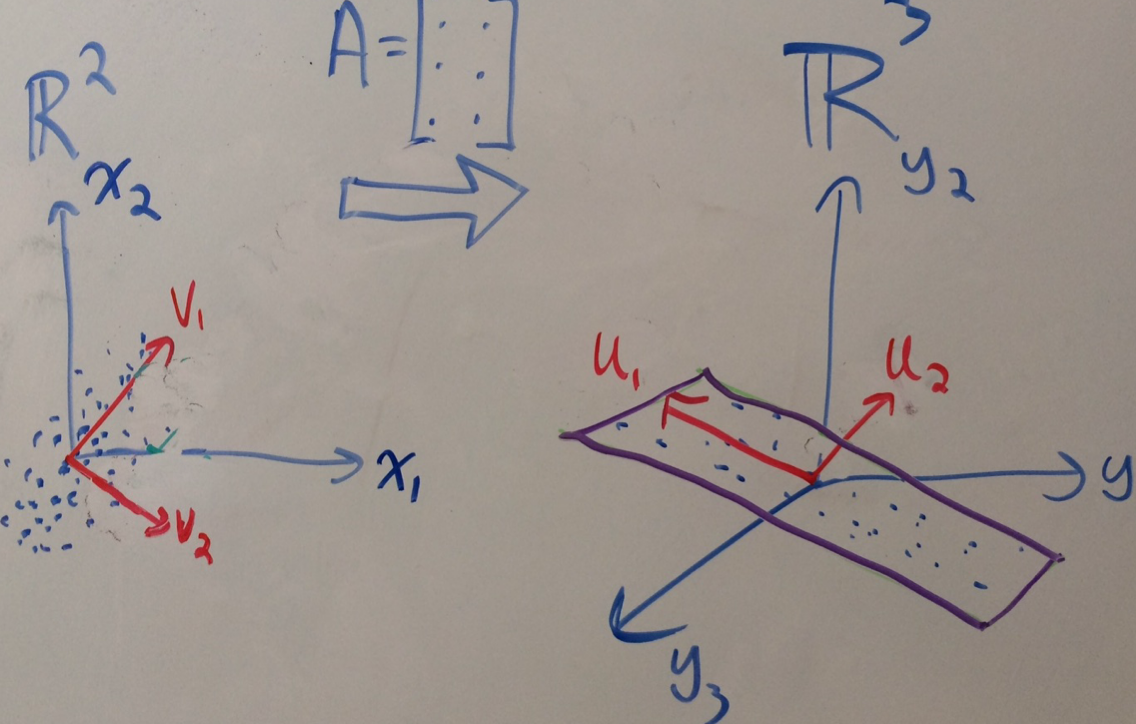 ℝ²
A =
ℝ³
x₂
y₂
v₁
u₁
u₂
x₁
y
v₂
y₃